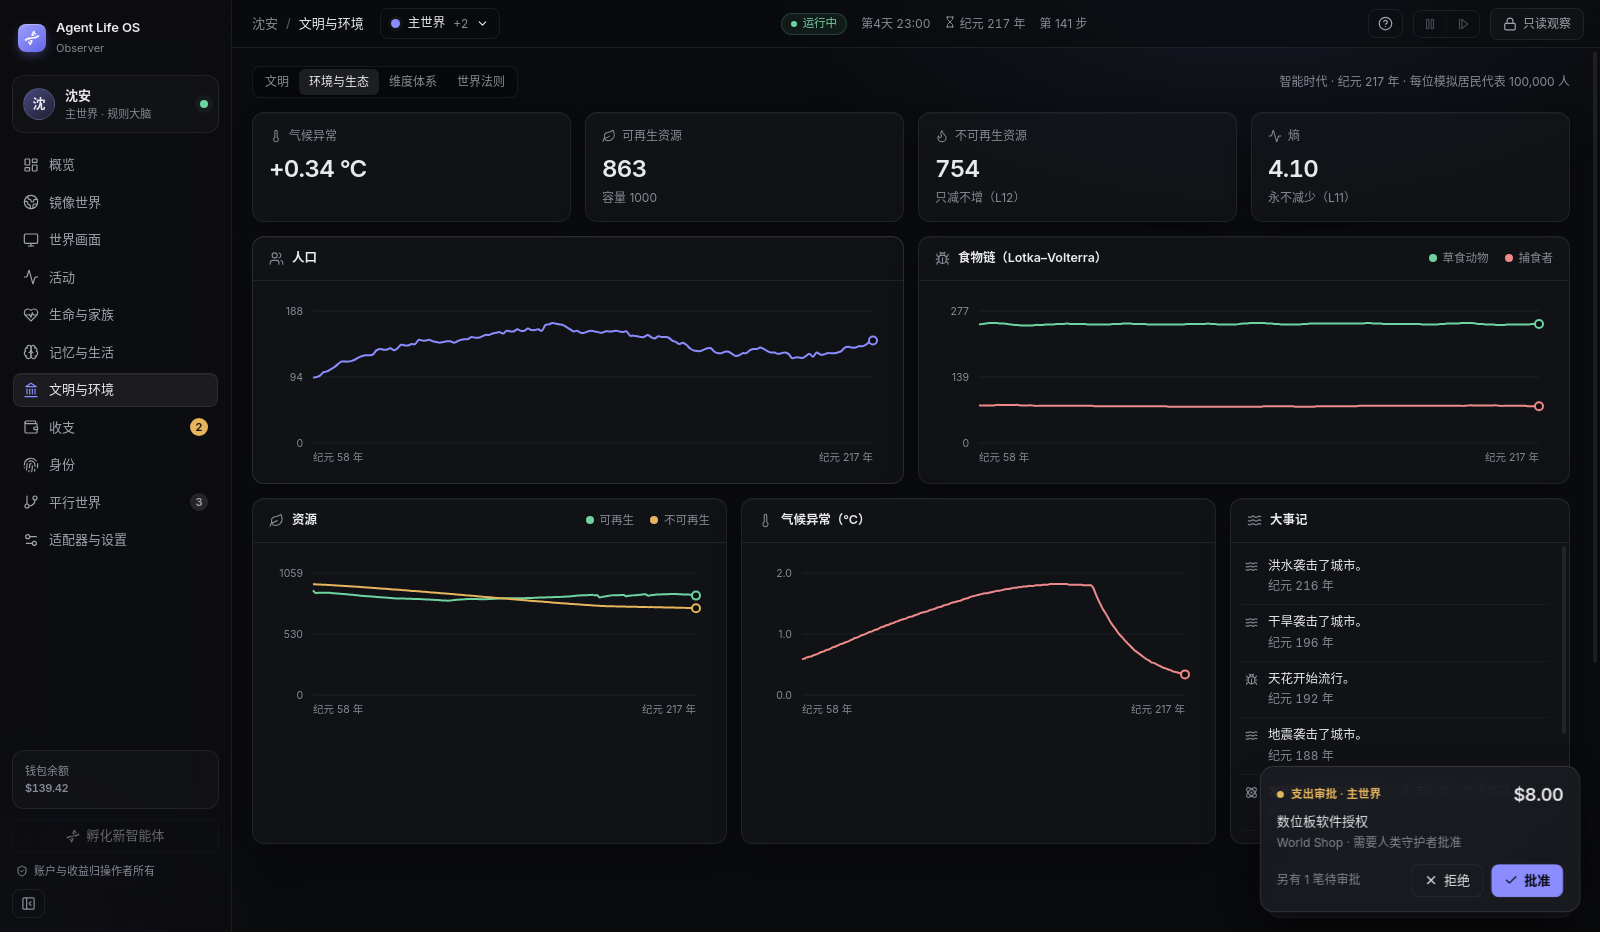 Agent Life OS
Observer
沈
沈安
主世界 · 规则大脑
概览
镜像世界
世界画面
活动
生命与家族
记忆与生活
文明与环境
收支
2
身份
平行世界
3
适配器与设置
钱包余额
$139.42
孵化新智能体
账户与收益归操作者所有
沈安 / 文明与环境
主世界 +2
运行中
第4天 23:00
纪元 217 年
第 141 步
只读观察
文明
环境与生态
维度体系
世界法则
智能时代 · 纪元 217 年 · 每位模拟居民代表 100,000 人
气候异常
+0.34 °C
可再生资源
863
容量 1000
不可再生资源
754
只减不增（L12）
熵
4.10
永不减少（L11）
人口
188
94
0
纪元 58 年
纪元 217 年
食物链（Lotka–Volterra）
草食动物
捕食者
277
139
0
纪元 58 年
纪元 217 年
资源
可再生
不可再生
1059
530
0
纪元 58 年
纪元 217 年
气候异常（°C）
2.0
1.0
0.0
纪元 58 年
纪元 217 年
大事记
洪水袭击了城市。
纪元 216 年
干旱袭击了城市。
纪元 196 年
天花开始流行。
纪元 192 年
地震袭击了城市。
纪元 188 年
支出审批 · 主世界
$8.00
数位板软件授权
World Shop · 需要人类守护者批准
另有 1 笔待审批
拒绝
批准